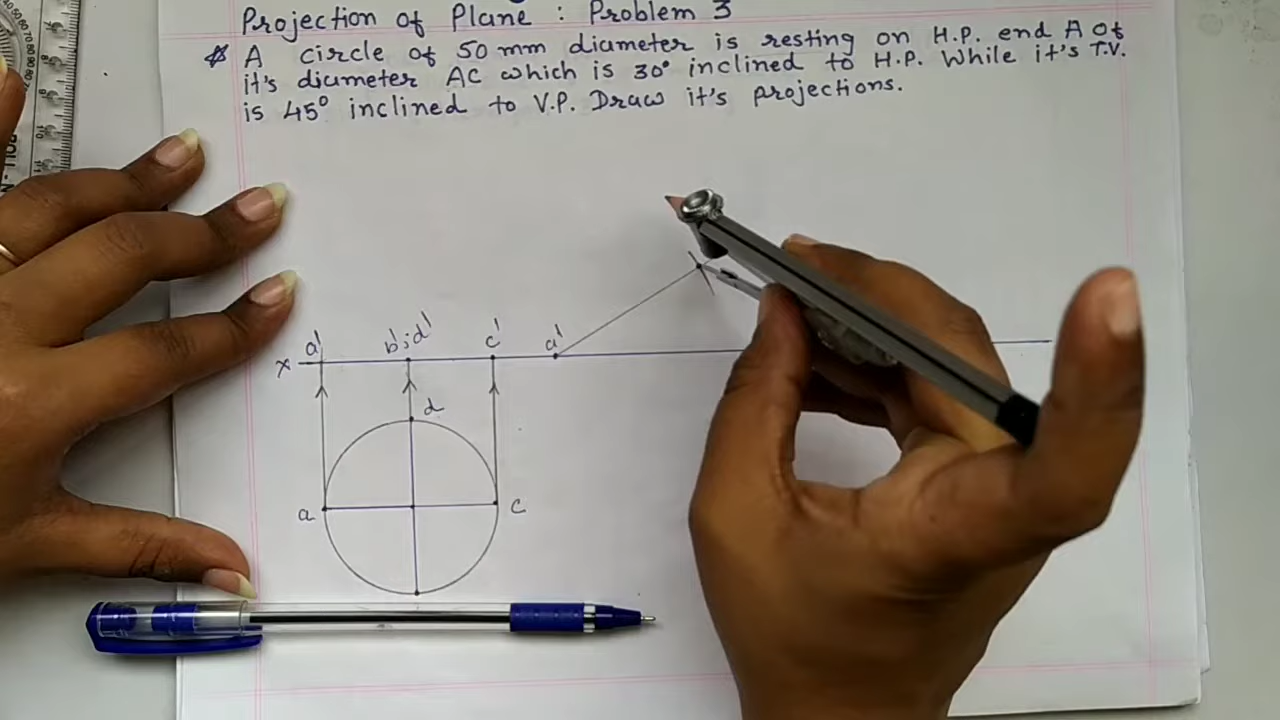 Projection of Plane : Problem 3
A circle of 50 mm diameter is resting on H.P. end A of
it's diameter AC which is 30° inclined to H.P. While it's T.V.
is 45° inclined to V.P. Draw it's projections.
x a' b';d' c' a'
d
a c